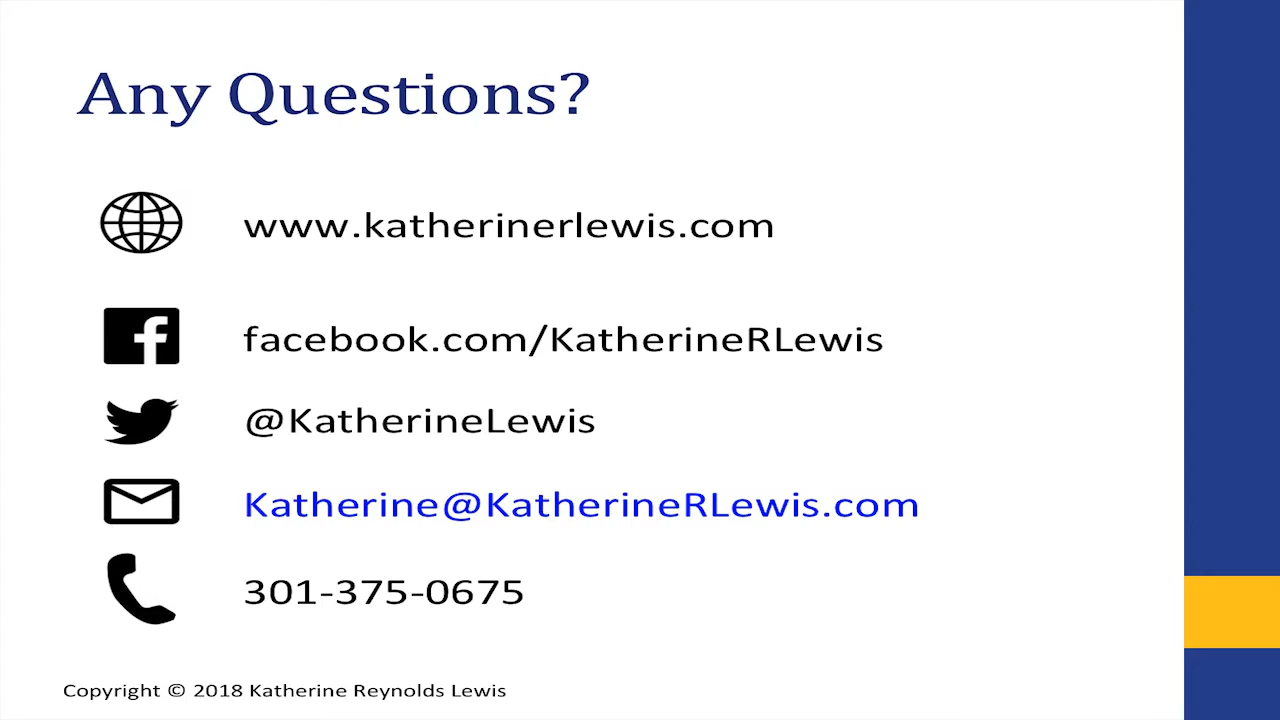 Any Questions?
www.katherinerlewis.com
facebook.com/KatherineRLewis
@KatherineLewis
Katherine@KatherineRLewis.com
301-375-0675
Copyright © 2018 Katherine Reynolds Lewis